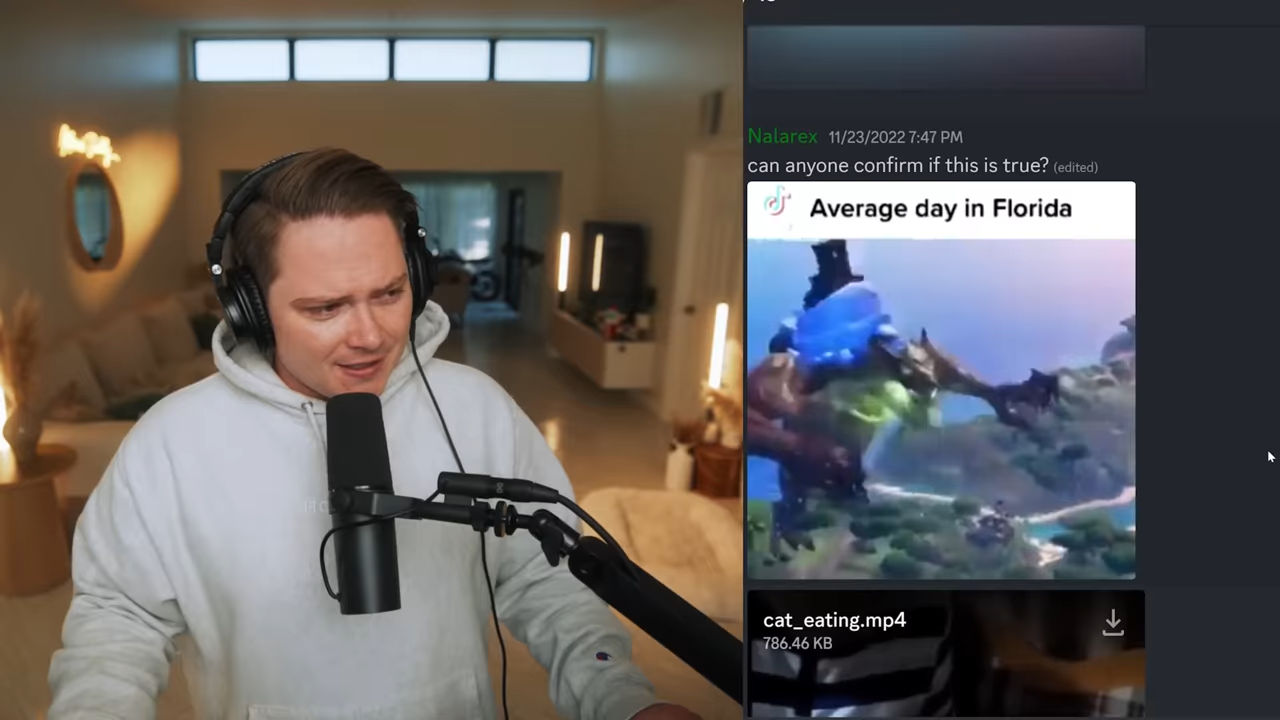 Nalarex 11/23/2022 7:47 PM
can anyone confirm if this is true? (edited)
Average day in Florida
cat_eating.mp4
786.46 KB